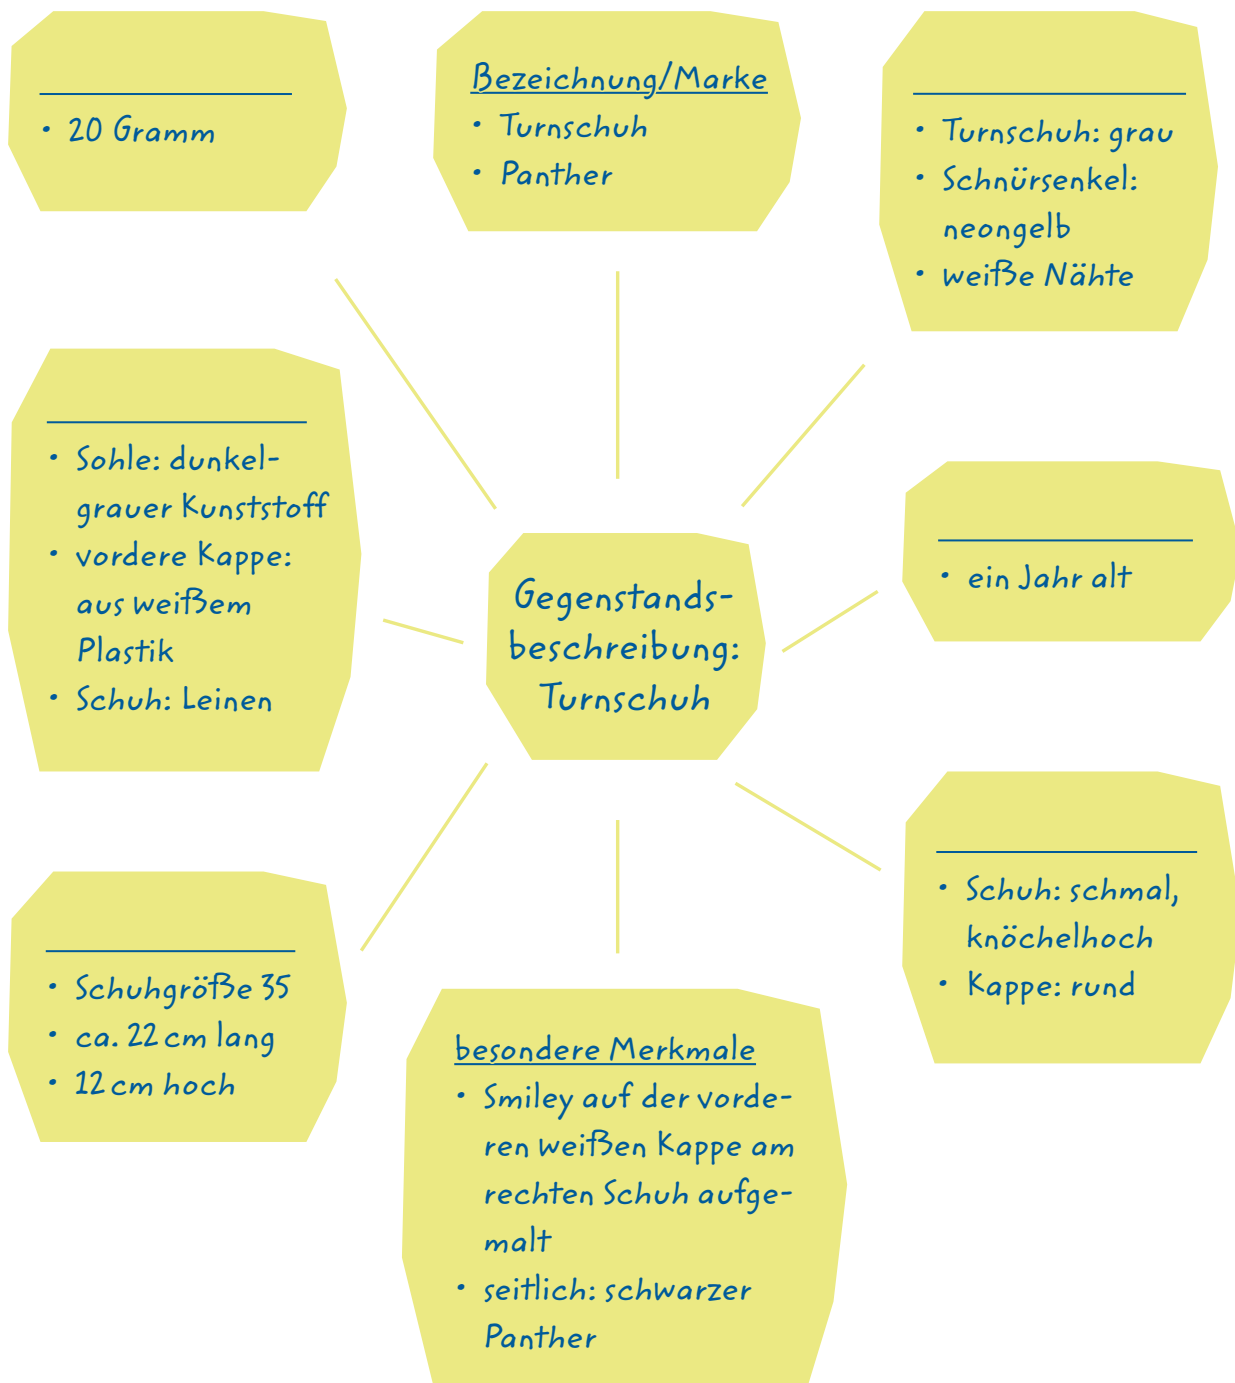 • 20 Gramm
Bezeichnung/Marke
• Turnschuh
• Panther
• Turnschuh: grau
• Schnürsenkel:
neongelb
• weiße Nähte
• Sohle: dunkel-
grauer Kunststoff
• vordere Kappe:
aus weißem
Plastik
• Schuh: Leinen
Gegenstands-
beschreibung:
Turnschuh
• ein Jahr alt
• Schuhgröße 35
• ca. 22 cm lang
• 12 cm hoch
besondere Merkmale
• Smiley auf der vorde-
ren weißen Kappe am
rechten Schuh aufge-
malt
• seitlich: schwarzer
Panther
• Schuh: schmal,
knöchelhoch
• Kappe: rund